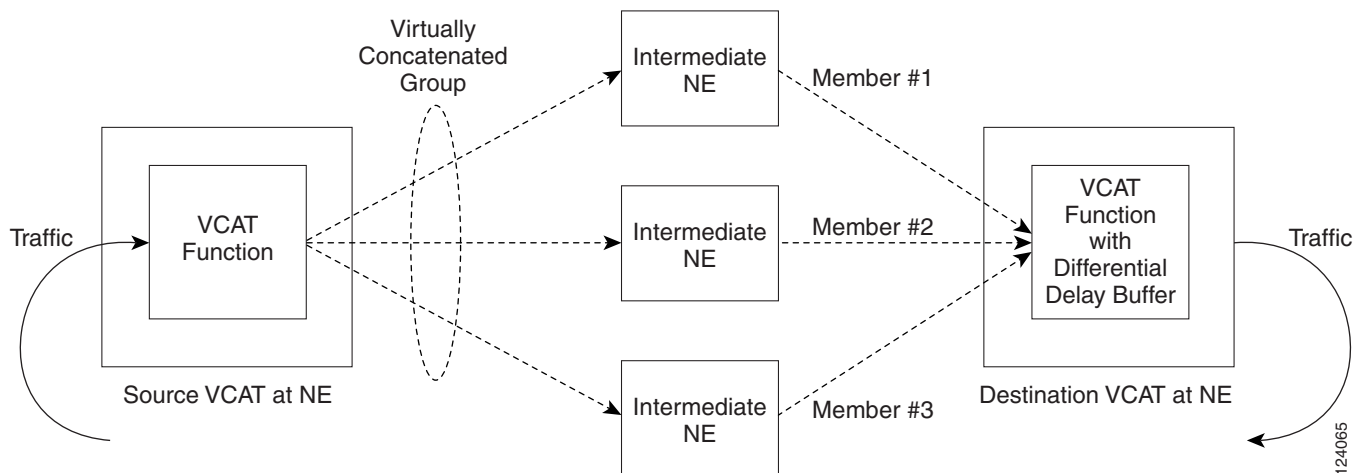 Virtually
Concatenated
Group
Intermediate
NE
Member #1
Traffic
VCAT
Function
Intermediate
NE
Member #2
VCAT
Function
with
Differential
Delay Buffer
Traffic
Source VCAT at NE
Intermediate
NE
Member #3
Destination VCAT at NE
124065